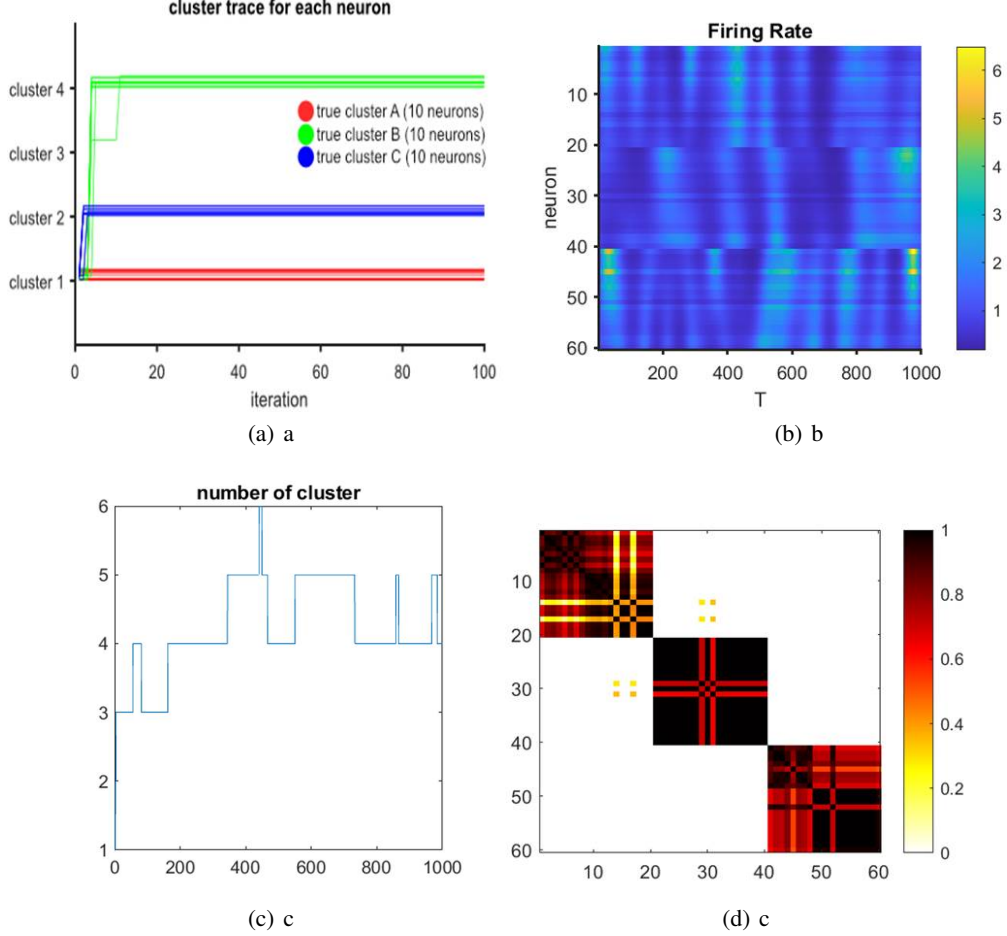 cluster trace for each neuron
cluster 4
cluster 3
cluster 2
cluster 1
true cluster A (10 neurons)
true cluster B (10 neurons)
true cluster C (10 neurons)
0 20 40 60 80 100
iteration
(a) a
Firing Rate
neuron
10
20
30
40
50
60
200 400 600 800 1000
T
6
5
4
3
2
1
(b) b
number of cluster
6
5
4
3
2
1
0 200 400 600 800 1000
(c) c
10
20
30
40
50
60
10 20 30 40 50 60
1
0.8
0.6
0.4
0.2
0
(d) c